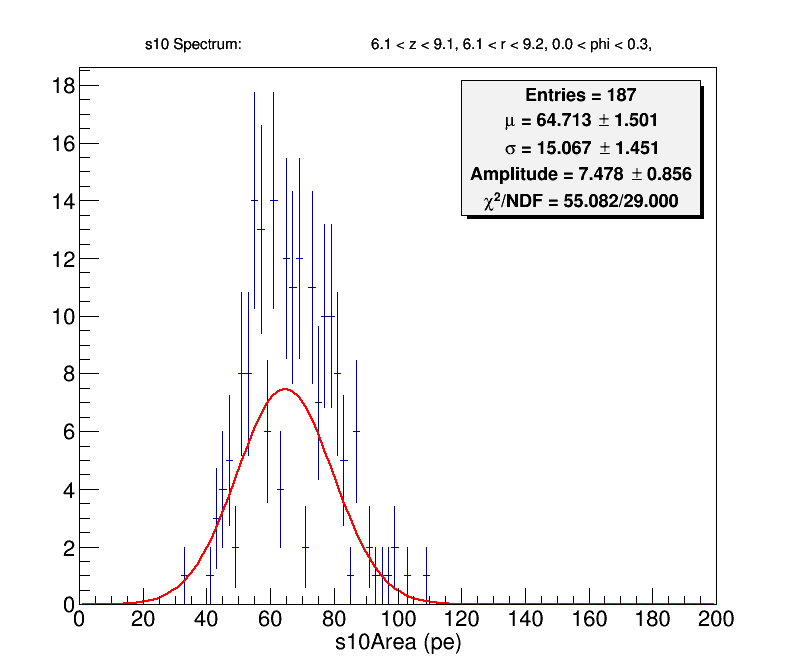 s10 Spectrum: 6.1 < z < 9.1, 6.1 < r < 9.2, 0.0 < phi < 0.3,
Entries = 187
μ = 64.713 ± 1.501
σ = 15.067 ± 1.451
Amplitude = 7.478 ± 0.856
χ²/NDF = 55.082/29.000
18
16
14
12
10
8
6
4
2
0
0 20 40 60 80 100 120 140 160 180 200
s10Area (pe)